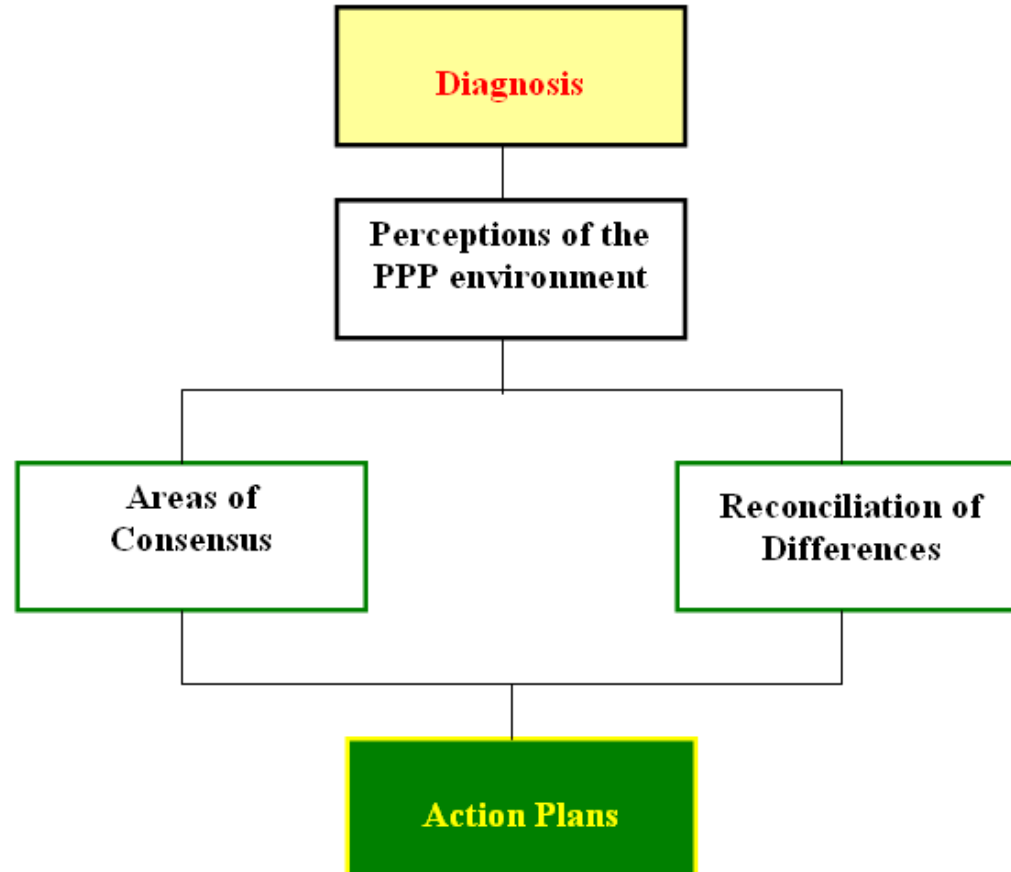 Diagnosis
Perceptions of the
PPP environment
Areas of
Consensus
Reconciliation of
Differences
Action Plans